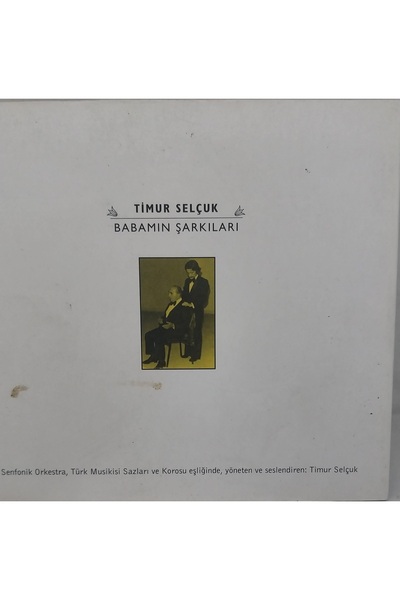 TİMUR SELÇUK
BABAMIN ŞARKILARI
Senfonik Orkestra, Türk Musikisi Sazları ve Korosu eşliğinde, yöneten ve seslendiren: Timur Selçuk